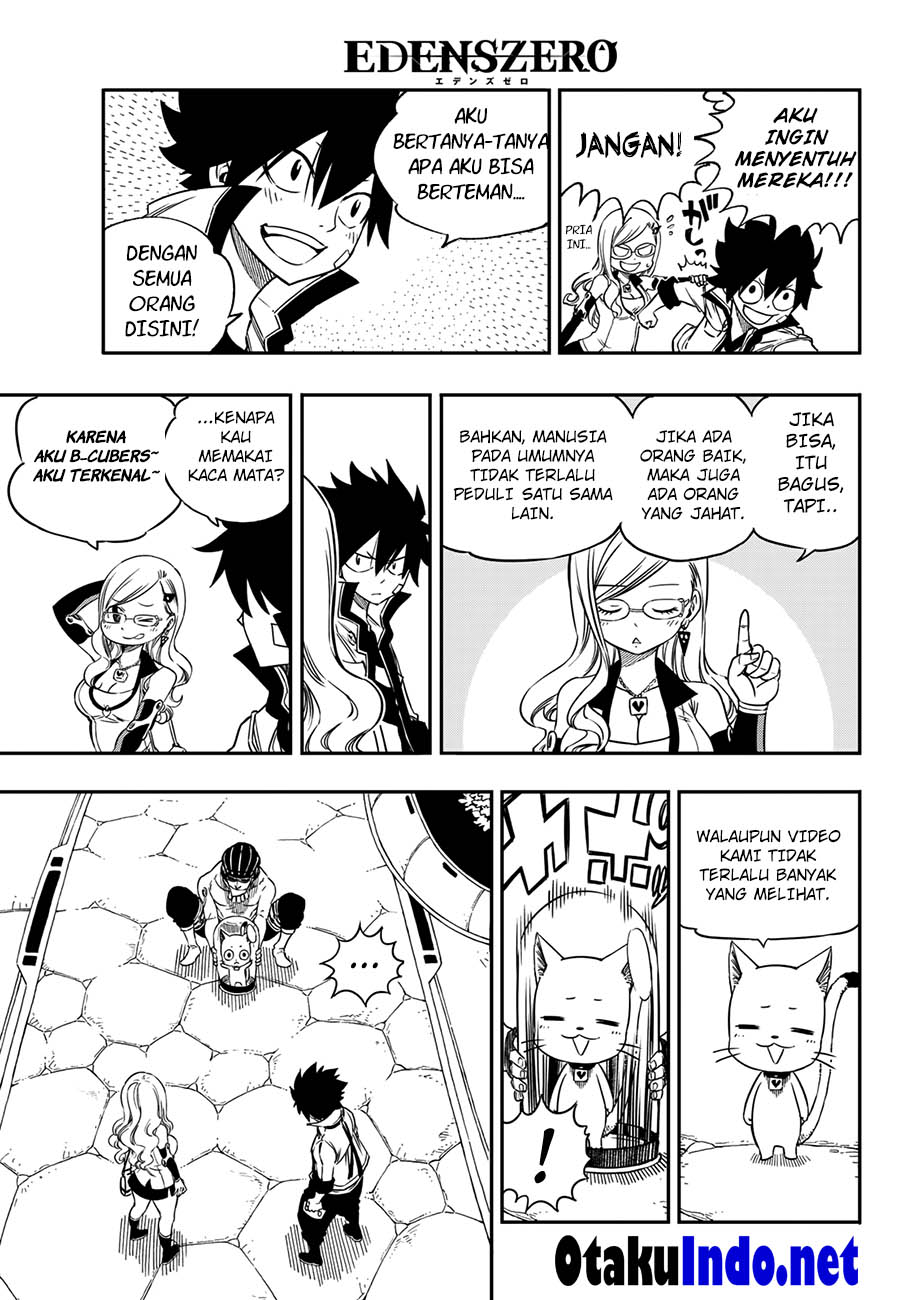 EDENSZERO
エデンズゼロ
AKU
INGIN
MENYENTUH
MEREKA!!!
JANGAN!
PRIA
INI...
がしっ
AKU
BERTANYA-TANYA
APA AKU BISA
BERTEMAN....
DENGAN
SEMUA
ORANG
DISINI!
JIKA
BISA,
ITU
BAGUS,
TAPI..
JIKA ADA
ORANG BAIK,
MAKA JUGA
ADA ORANG
YANG JAHAT.
BAHKAN, MANUSIA
PADA UMUMNYA
TIDAK TERLALU
PEDULI SATU SAMA
LAIN.
...KENAPA
KAU
MEMAKAI
KACA MATA?
KARENA
AKU B-CUBERS~
AKU TERKENAL~
WALAUPUN VIDEO
KAMI TIDAK
TERLALU BANYAK
YANG MELIHAT.
!
...
OtakuIndo.net